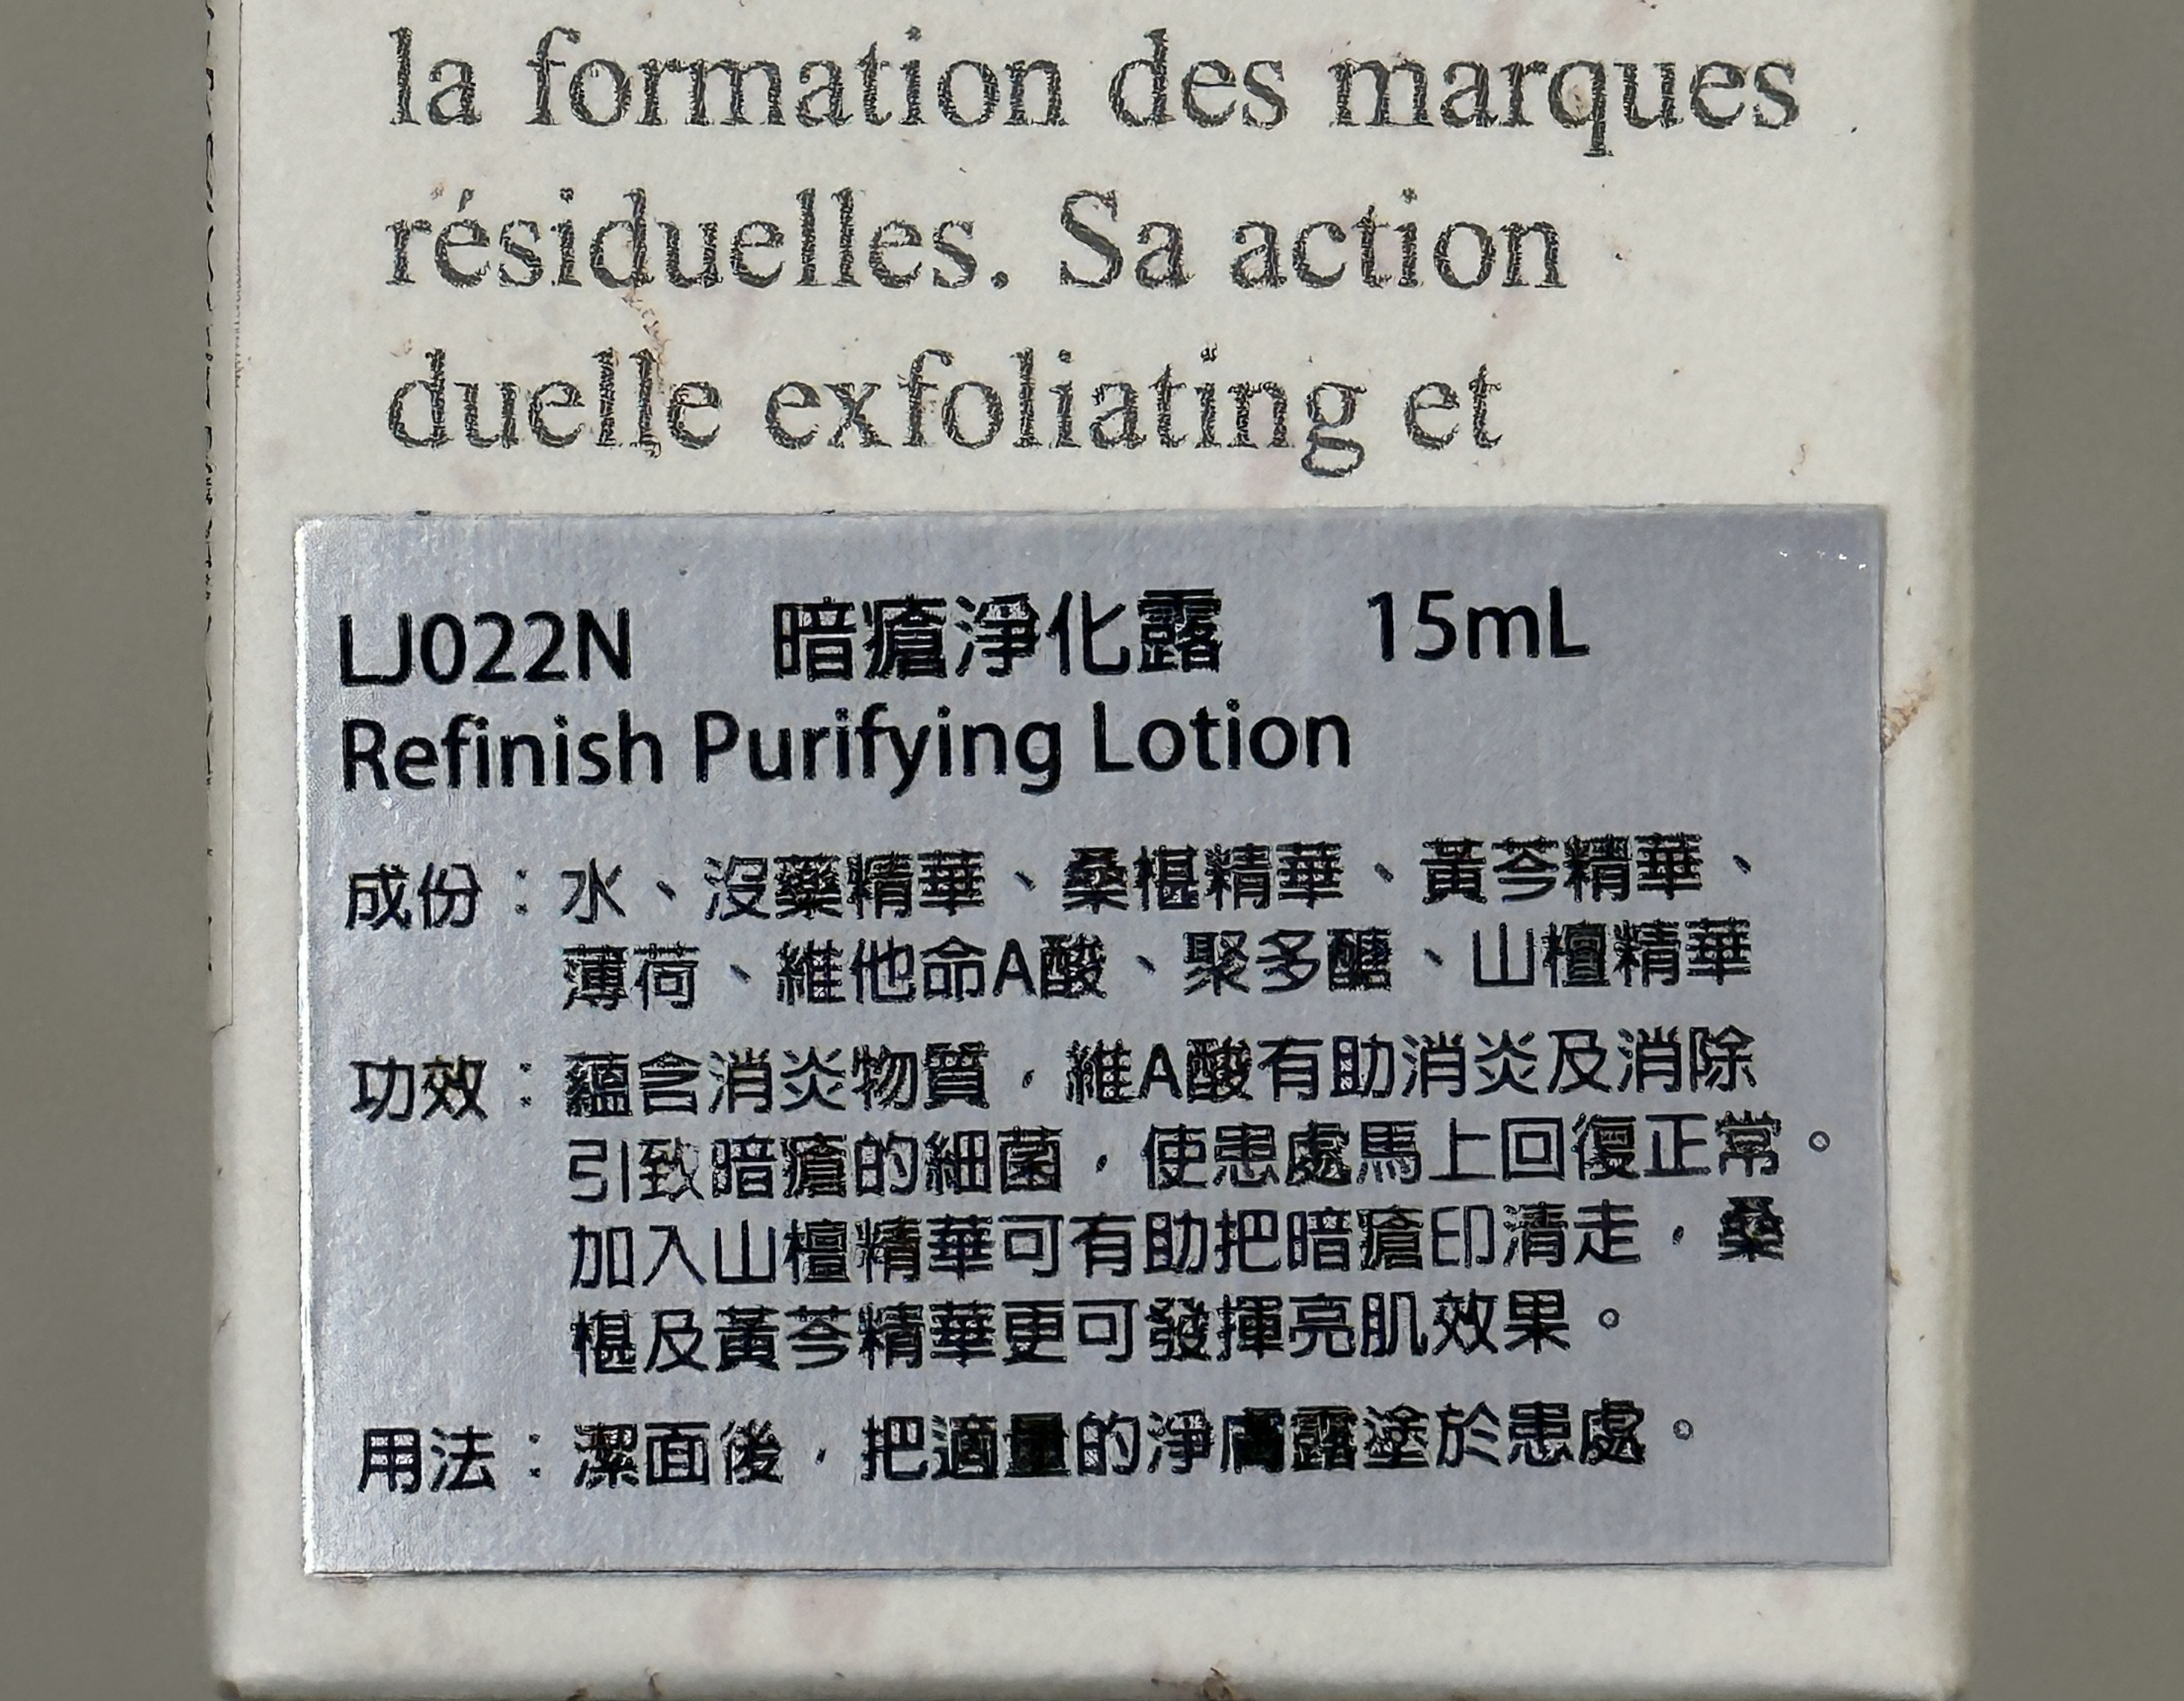 la formation des marques
résiduelles. Sa action
duelle exfoliating et
LJ022N 暗瘡淨化露 15mL
Refinish Purifying Lotion
成份：水、沒藥精華、桑椹精華、黃芩精華、
薄荷、維他命A酸、聚多醣、山檀精華
功效：蘊含消炎物質，維A酸有助消炎及消除
引致暗瘡的細菌，使患處馬上回復正常。
加入山檀精華可有助把暗瘡印清走，桑
椹及黃芩精華更可發揮亮肌效果。
用法：潔面後，把適量的淨膚露塗於患處。